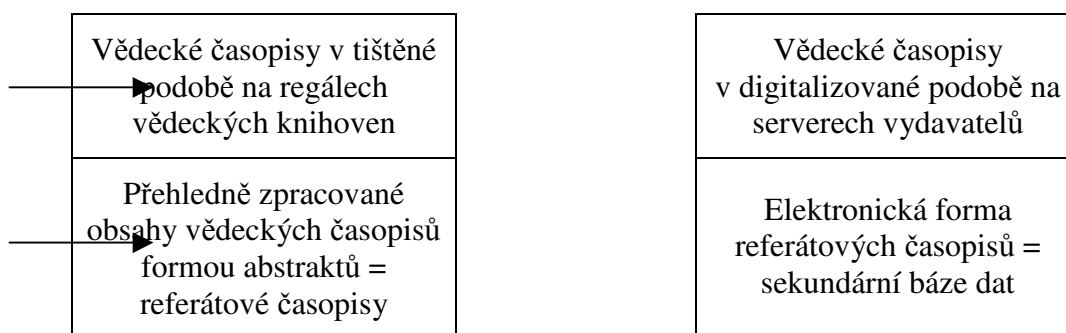 Vědecké časopisy v tištěné
podobě na regálech
vědeckých knihoven
Přehledně zpracované
obsahy vědeckých časopisů
formou abstraktů =
referátové časopisy
Vědecké časopisy
v digitalizované podobě na
serverech vydavatelů
Elektronická forma
referátových časopisů =
sekundární báze dat